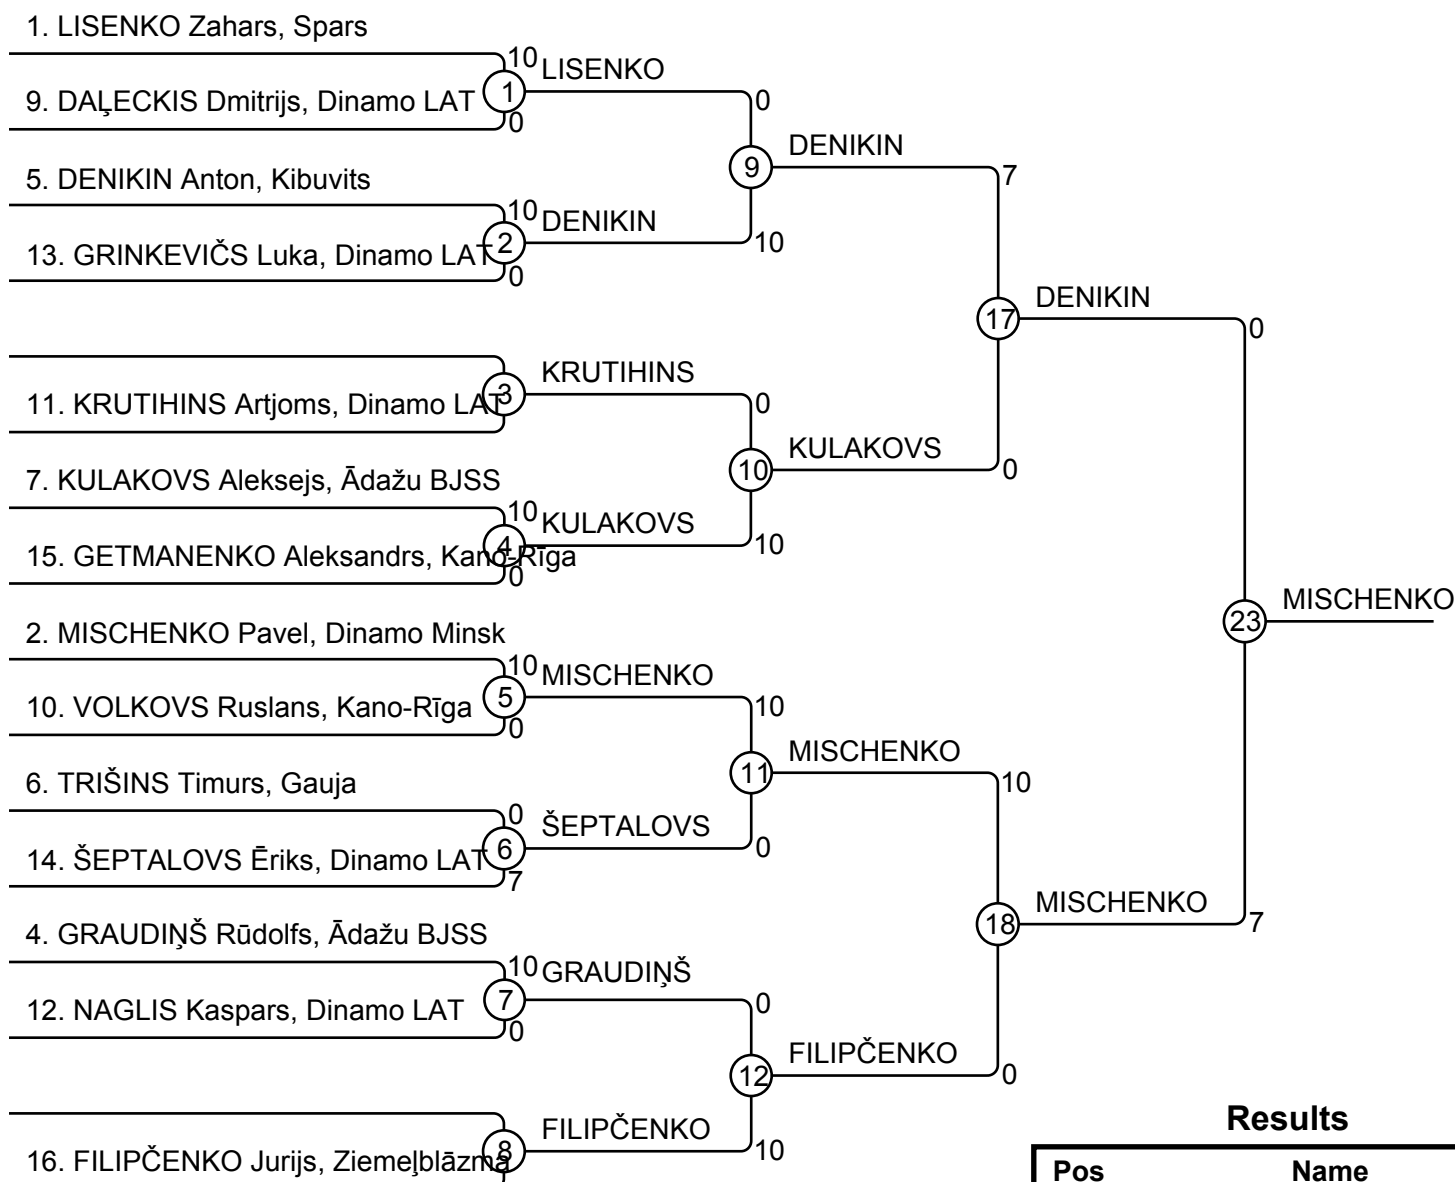 1. LISENKO Zahars, Spars
10
LISENKO
1
0
9. DAĻECKIS Dmitrijs, Dinamo LAT
0
DENIKIN
9
7
5. DENIKIN Anton, Kibuvits
10
DENIKIN
2
10
13. GRINKEVIČS Luka, Dinamo LAT
0
DENIKIN
17
0
KRUTIHINS
3
0
11. KRUTIHINS Artjoms, Dinamo LAT
KULAKOVS
10
0
7. KULAKOVS Aleksejs, Ādažu BJSS
10
KULAKOVS
4
10
15. GETMANENKO Aleksandrs, Kano-Rīga
0
MISCHENKO
23
2. MISCHENKO Pavel, Dinamo Minsk
10
MISCHENKO
5
10
10. VOLKOVS Ruslans, Kano-Rīga
0
MISCHENKO
11
10
6. TRIŠINS Timurs, Gauja
0
ŠEPTALOVS
6
0
14. ŠEPTALOVS Ēriks, Dinamo LAT
7
MISCHENKO
18
7
4. GRAUDIŅŠ Rūdolfs, Ādažu BJSS
10
GRAUDIŅŠ
7
0
12. NAGLIS Kaspars, Dinamo LAT
0
FILIPČENKO
12
0
FILIPČENKO
8
10
16. FILIPČENKO Jurijs, Ziemeļblāzma
Results
Pos Name